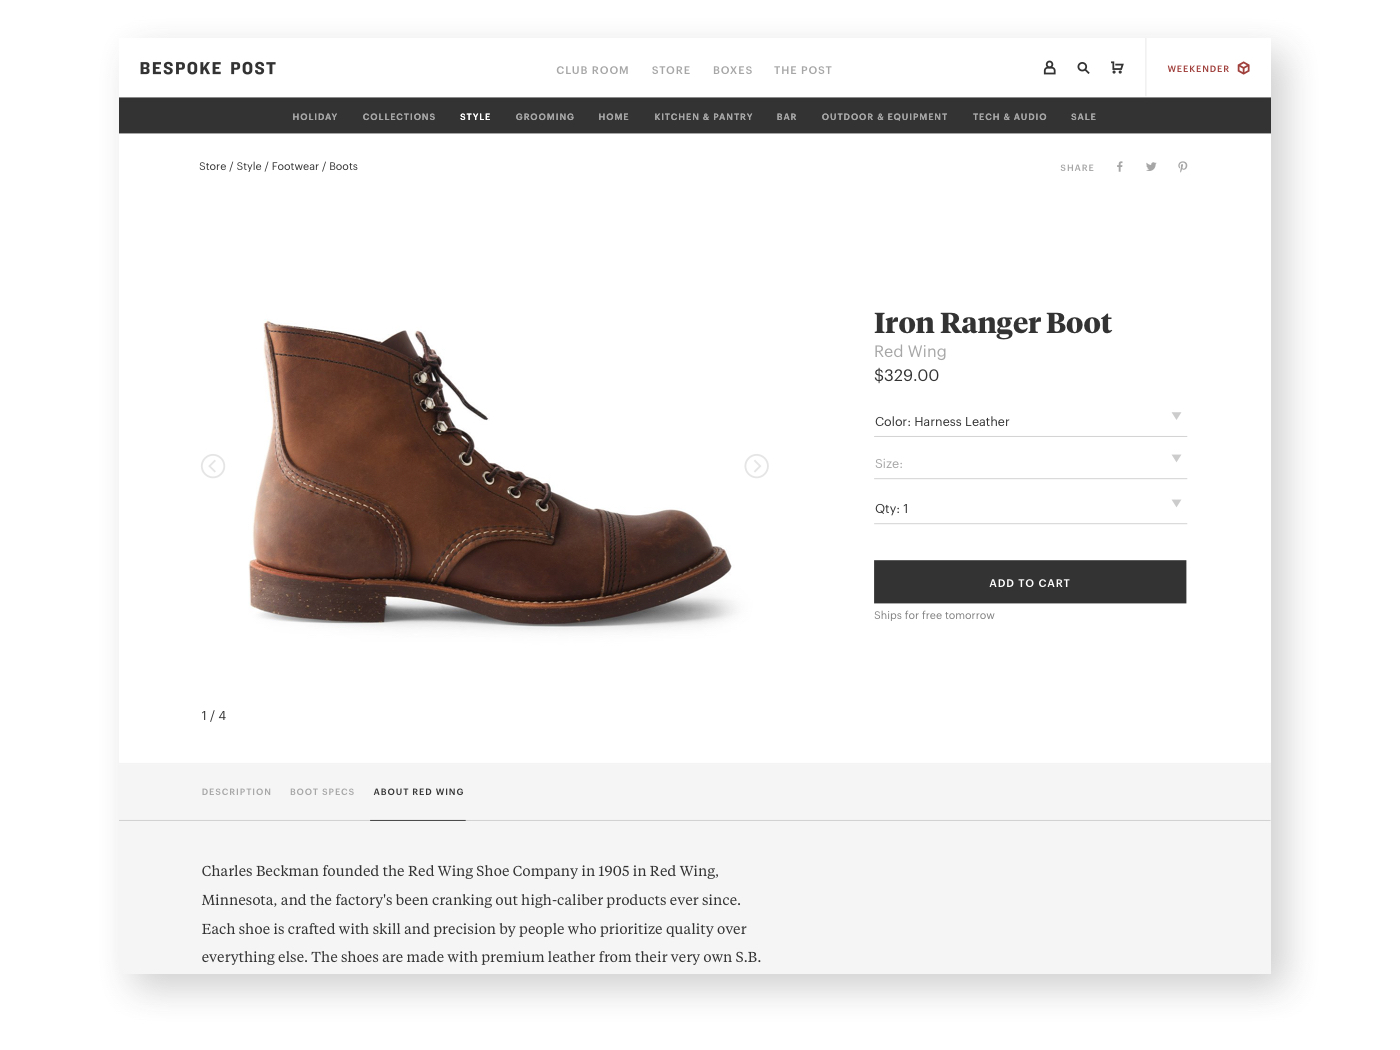 BESPOKE POST
CLUB ROOM STORE BOXES THE POST
WEEKENDER
HOLIDAY COLLECTIONS STYLE GROOMING HOME KITCHEN & PANTRY BAR OUTDOOR & EQUIPMENT TECH & AUDIO SALE
Store / Style / Footwear / Boots
SHARE
Iron Ranger Boot
Red Wing
$329.00
Color: Harness Leather
Size:
Qty: 1
ADD TO CART
Ships for free tomorrow
1 / 4
DESCRIPTION BOOT SPECS ABOUT RED WING
Charles Beckman founded the Red Wing Shoe Company in 1905 in Red Wing,
Minnesota, and the factory's been cranking out high-caliber products ever since.
Each shoe is crafted with skill and precision by people who prioritize quality over
everything else. The shoes are made with premium leather from their very own S.B.